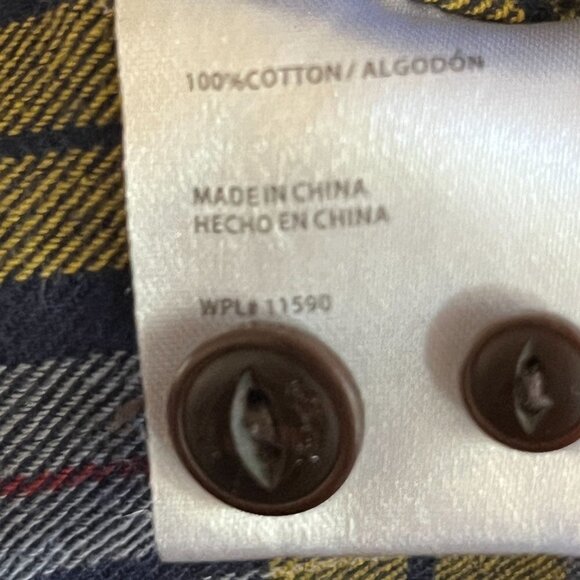 100%COTTON/ALGODÓN
MADE IN CHINA
HECHO EN CHINA
WPL# 11590